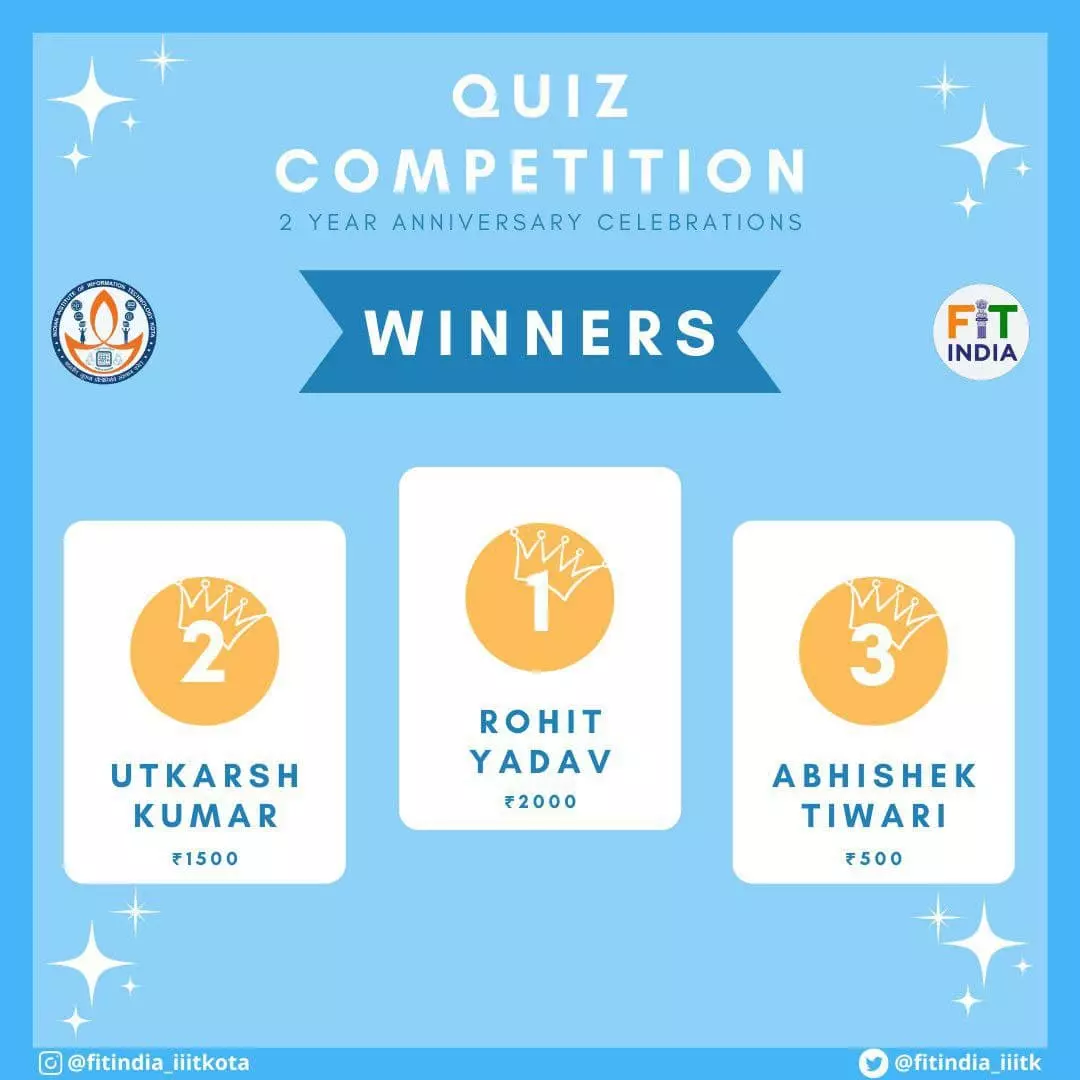 QUIZ
COMPETITION
2 YEAR ANNIVERSARY CELEBRATIONS
INDIAN INSTITUTE OF INFORMATION TECHNOLOGY KOTA
WINNERS
FIT
INDIA
2
UTKARSH
KUMAR
₹1500
1
ROHIT
YADAV
₹2000
3
ABHISHEK
TIWARI
₹500
@fitindia_iiitkota
@fitindia_iiitk